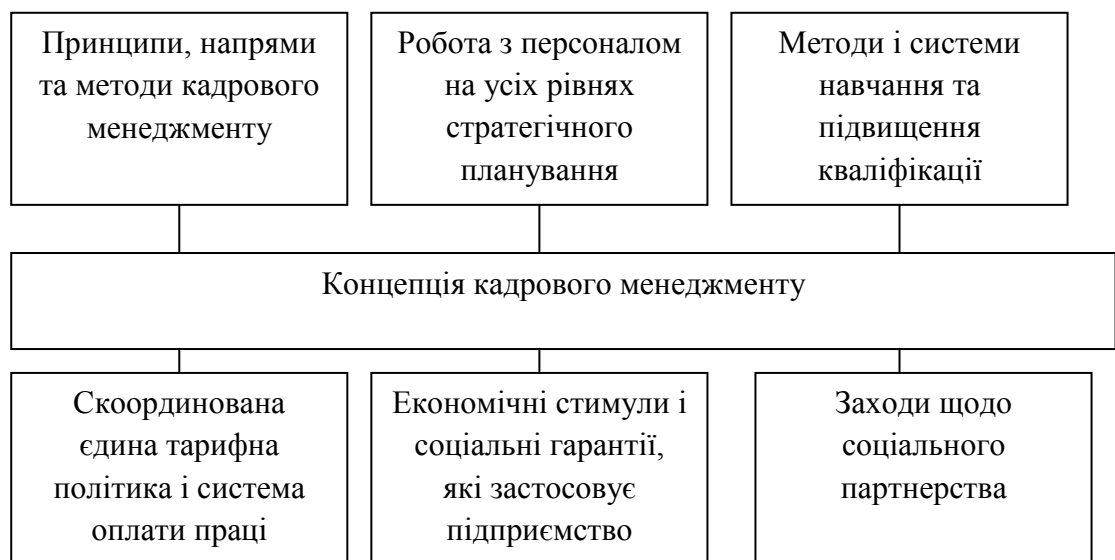 Принципи, напрями
та методи кадрового
менеджменту
Робота з персоналом
на усіх рівнях
стратегічного
планування
Методи і системи
навчання та
підвищення
кваліфікації
Концепція кадрового менеджменту
Скоординована
єдина тарифна
політика і система
оплати праці
Економічні стимули і
соціальні гарантії,
які застосовує
підприємство
Заходи щодо
соціального
партнерства